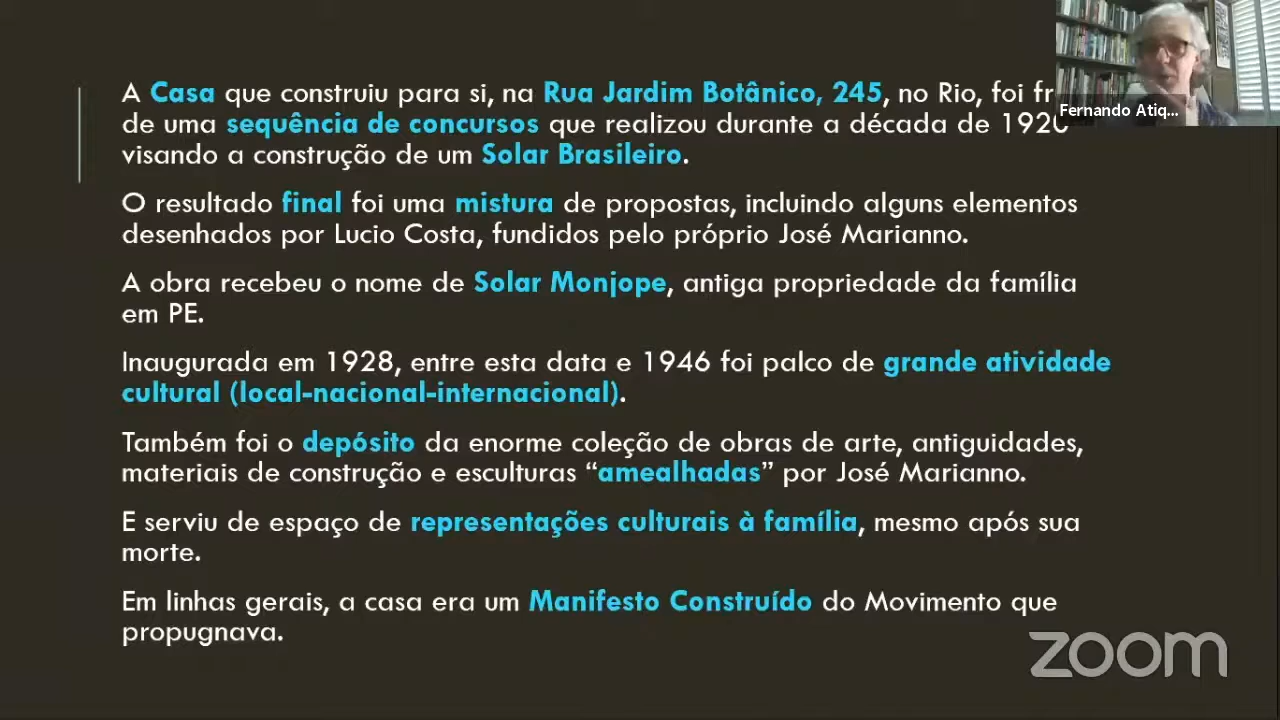 A Casa que construiu para si, na Rua Jardim Botânico, 245, no Rio, foi
de uma sequência de concursos que realizou durante a década de 1920
visando a construção de um Solar Brasileiro.
O resultado final foi uma mistura de propostas, incluindo alguns elementos
desenhados por Lucio Costa, fundidos pelo próprio José Marianno.
A obra recebeu o nome de Solar Monjope, antiga propriedade da família
em PE.
Inaugurada em 1928, entre esta data e 1946 foi palco de grande atividade
cultural (local-nacional-internacional).
Também foi o depósito da enorme coleção de obras de arte, antiguidades,
materiais de construção e esculturas “amealhadas” por José Marianno.
E serviu de espaço de representações culturais à família, mesmo após sua
morte.
Em linhas gerais, a casa era um Manifesto Construído do Movimento que
propugnava.
Fernando Atiq...
zoom